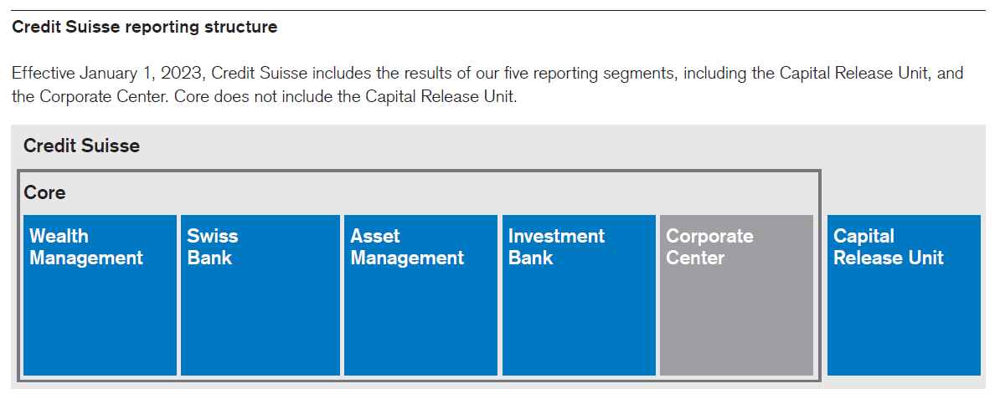 Credit Suisse reporting structure
Effective January 1, 2023, Credit Suisse includes the results of our five reporting segments, including the Capital Release Unit, and
the Corporate Center. Core does not include the Capital Release Unit.
Credit Suisse
Core
Wealth
Management
Swiss
Bank
Asset
Management
Investment
Bank
Corporate
Center
Capital
Release Unit